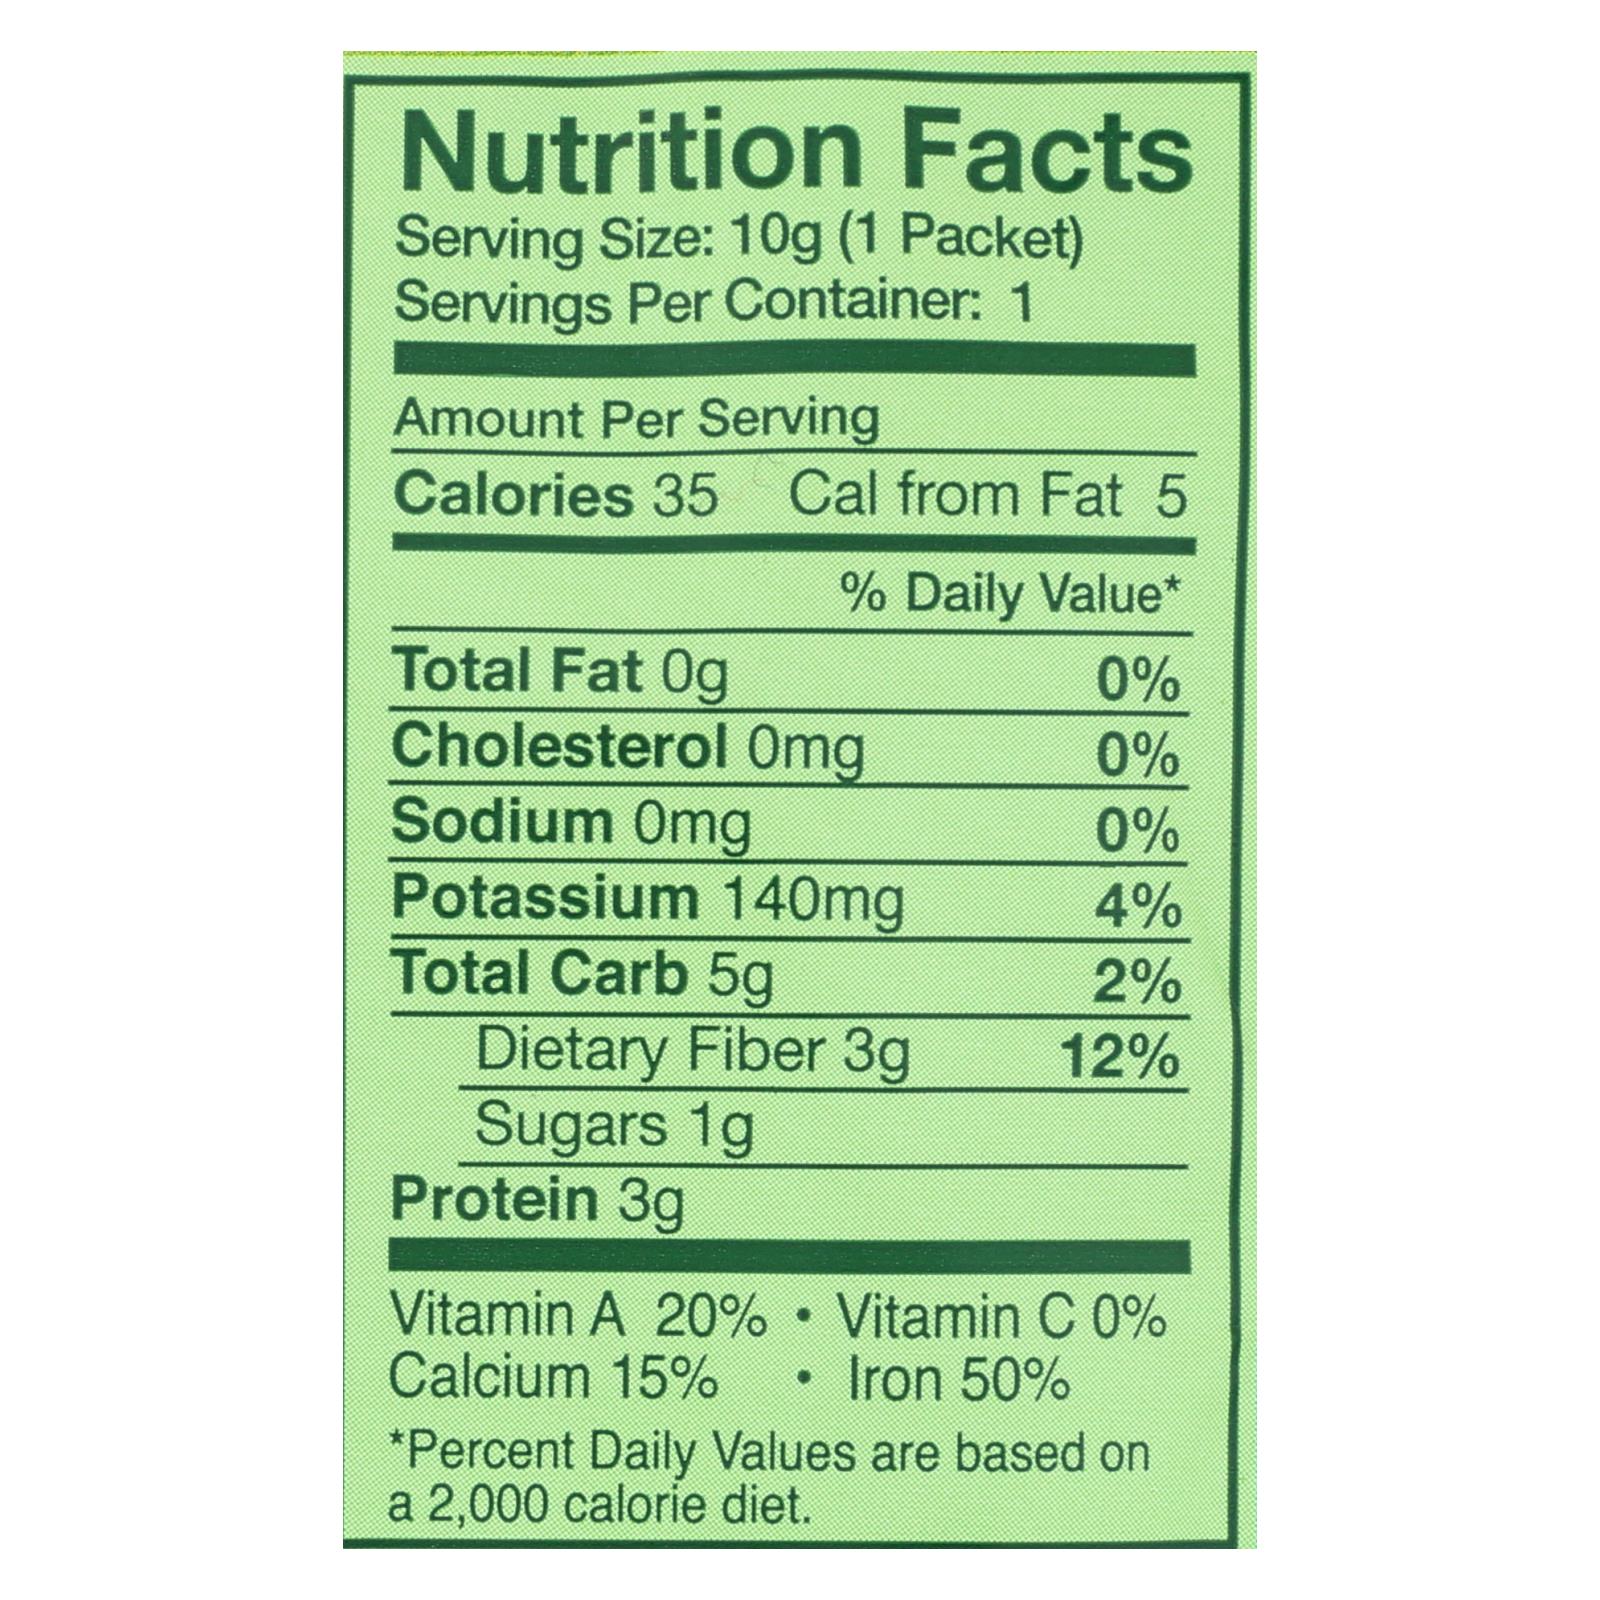 Nutrition Facts
Serving Size: 10g (1 Packet)
Servings Per Container: 1
Amount Per Serving
Calories 35 Cal from Fat 5
% Daily Value*
Total Fat 0g 0%
Cholesterol 0mg 0%
Sodium 0mg 0%
Potassium 140mg 4%
Total Carb 5g 2%
Dietary Fiber 3g 12%
Sugars 1g
Protein 3g
Vitamin A 20% • Vitamin C 0%
Calcium 15% • Iron 50%
*Percent Daily Values are based on
a 2,000 calorie diet.